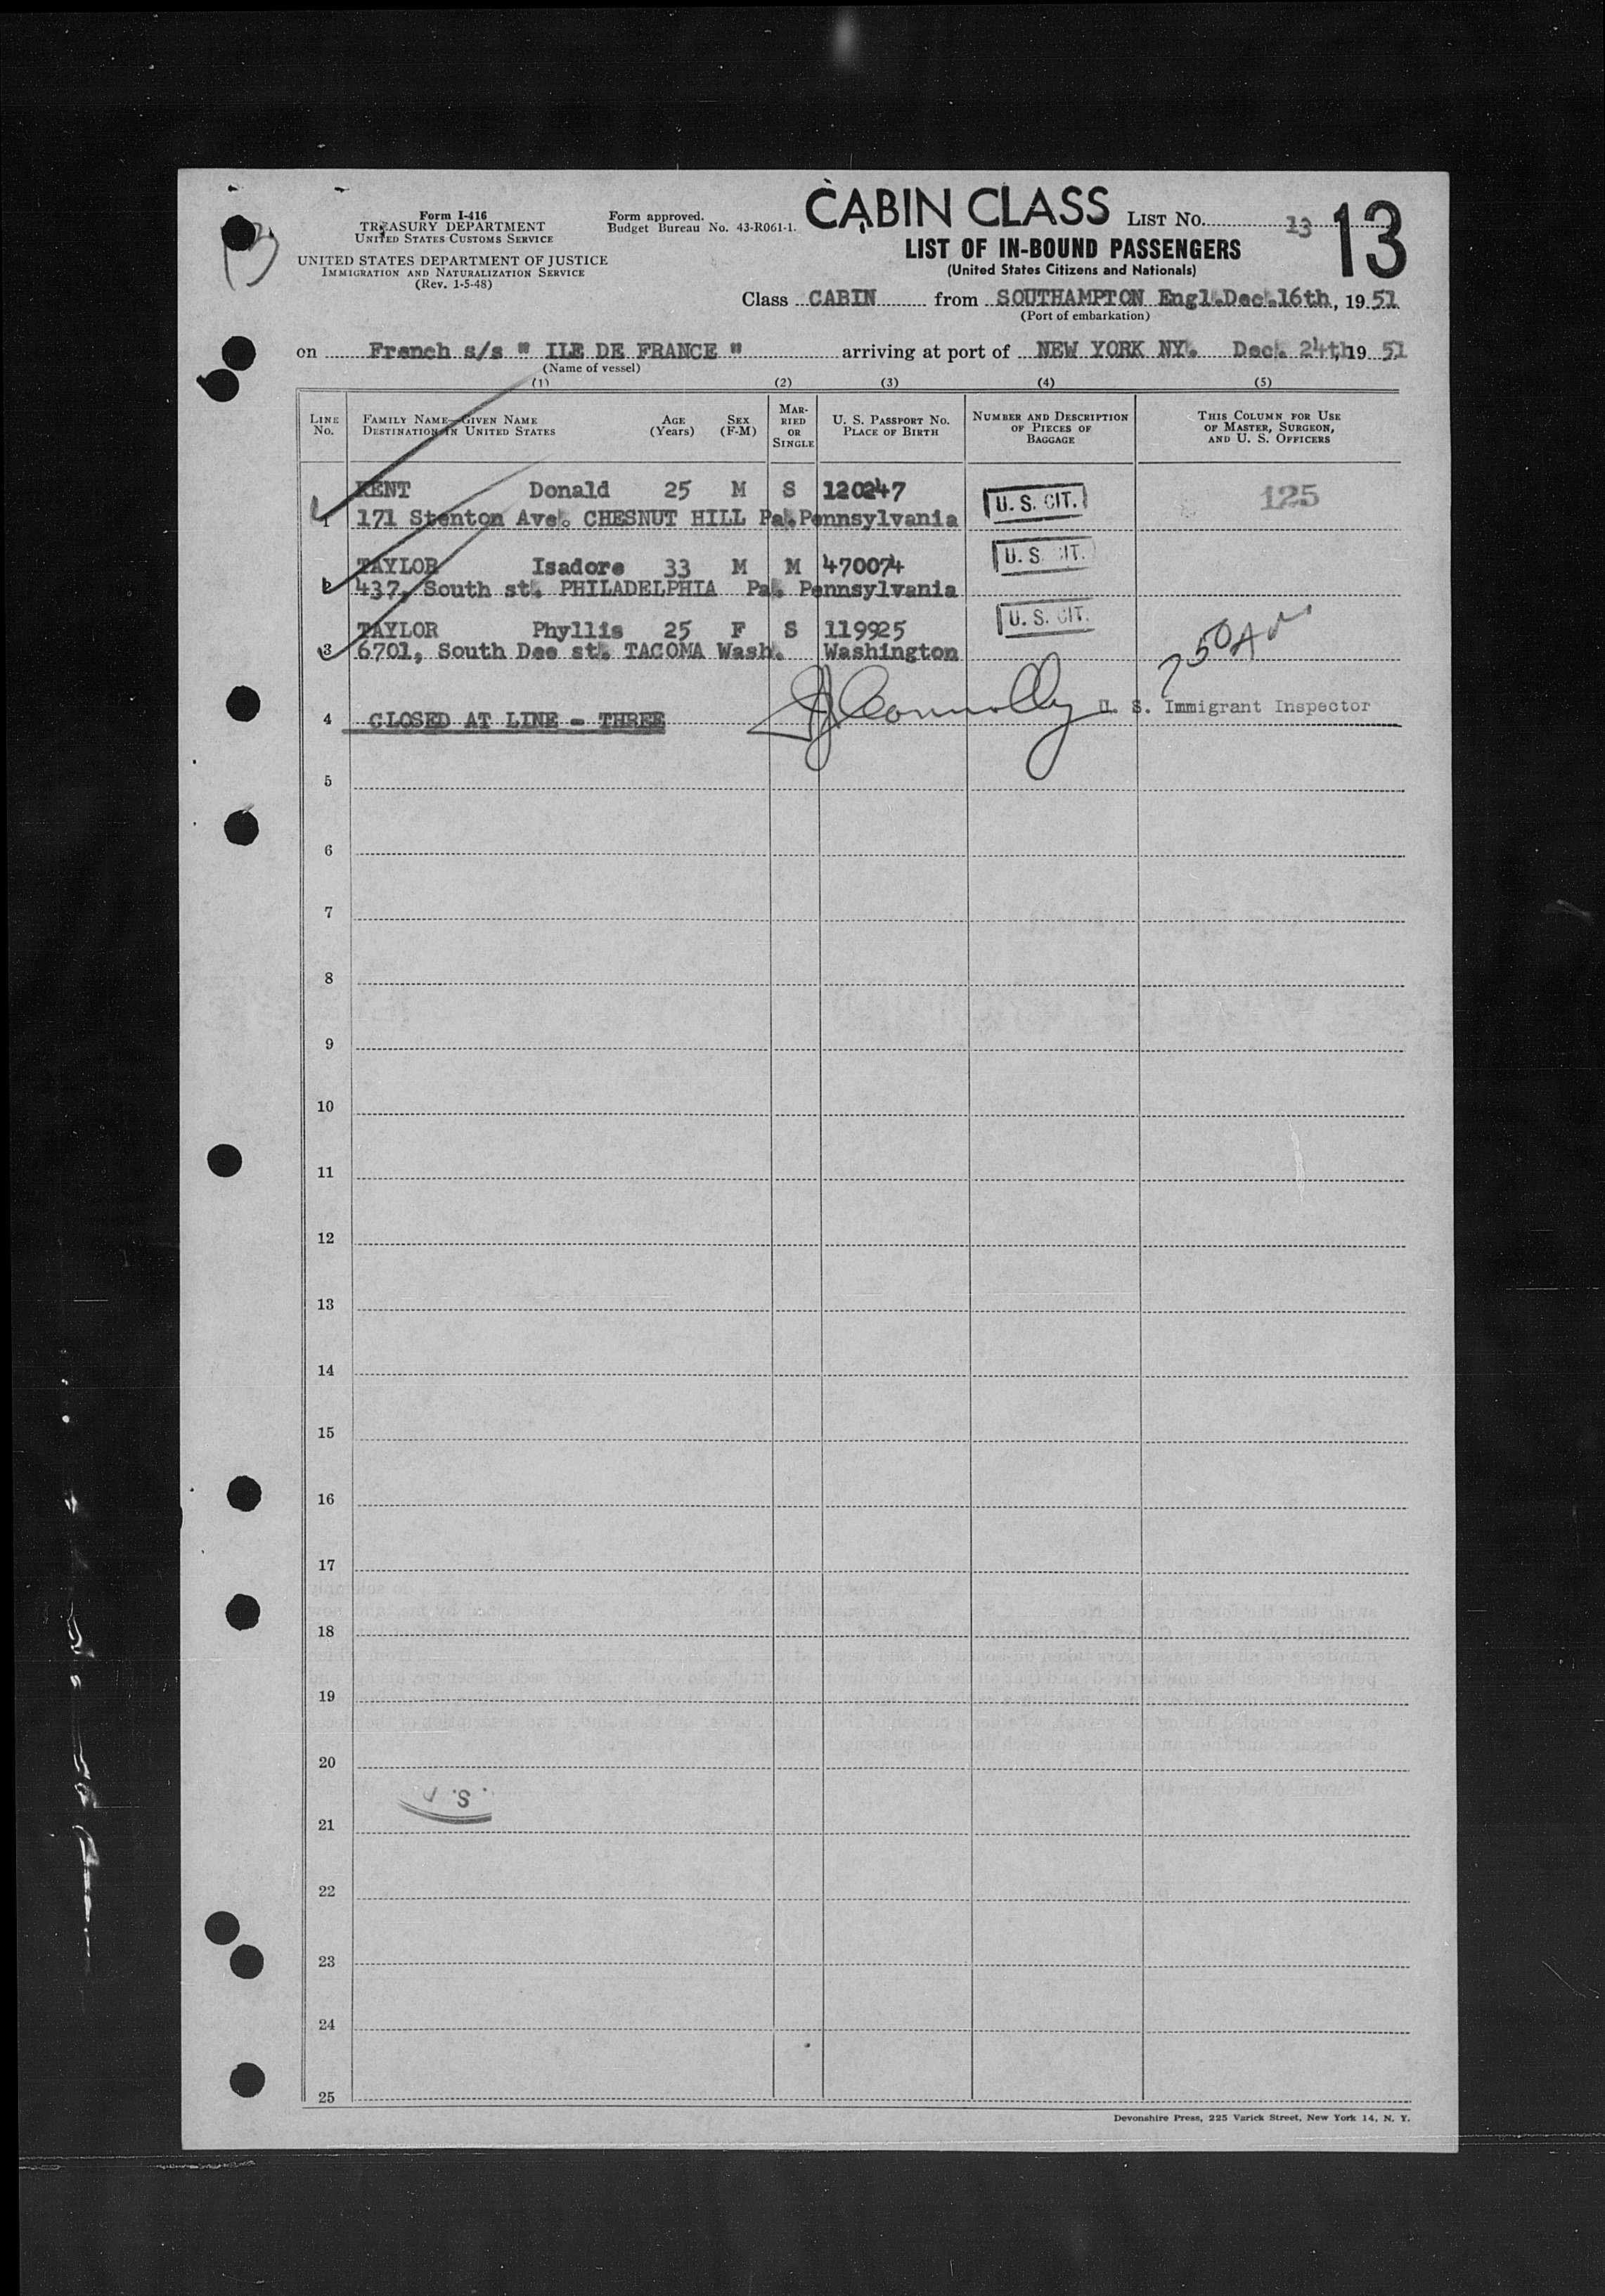 Form I-416
TREASURY DEPARTMENT
UNITED STATES CUSTOMS SERVICE
UNITED STATES DEPARTMENT OF JUSTICE
IMMIGRATION AND NATURALIZATION SERVICE
(Rev. 1-5-48)
Form approved.
Budget Bureau No. 43-R061-1.
CABIN CLASS LIST NO. 13 13
LIST OF IN-BOUND PASSENGERS
(United States Citizens and Nationals)
Class CABIN from SOUTHAMPTON Engl. Dec. 16th, 1951
(Port of embarkation)
on French s/s " ILE DE FRANCE " arriving at port of NEW YORK NY. Dec. 24th, 1951
(Name of vessel)
(1) (2) (3) (4) (5)
LINE No.
FAMILY NAME—GIVEN NAME
DESTINATION IN UNITED STATES
AGE (Years)
SEX (F-M)
MARRIED OR SINGLE
U. S. PASSPORT NO.
PLACE OF BIRTH
NUMBER AND DESCRIPTION OF PIECES OF BAGGAGE
THIS COLUMN FOR USE OF MASTER, SURGEON, AND U. S. OFFICERS
KENT Donald 25 M S 120247 U. S. CIT. 125
1 171 Stenton Ave. CHESNUT HILL Pa. Pennsylvania
TAYLOR Isadore 33 M M 470074 U. S. CIT.
2 437, South st. PHILADELPHIA Pa. Pennsylvania
TAYLOR Phyllis 25 F S 119925 U. S. CIT.
3 6701, South Dee st. TACOMA Wash. Washington
4 CLOSED AT LINE - THREE Connolly U. S. Immigrant Inspector
5
6
7
8
9
10
11
12
13
14
15
16
17
18
19
20
21
22
23
24
25
Devonshire Press, 225 Varick Street, New York 14, N. Y.